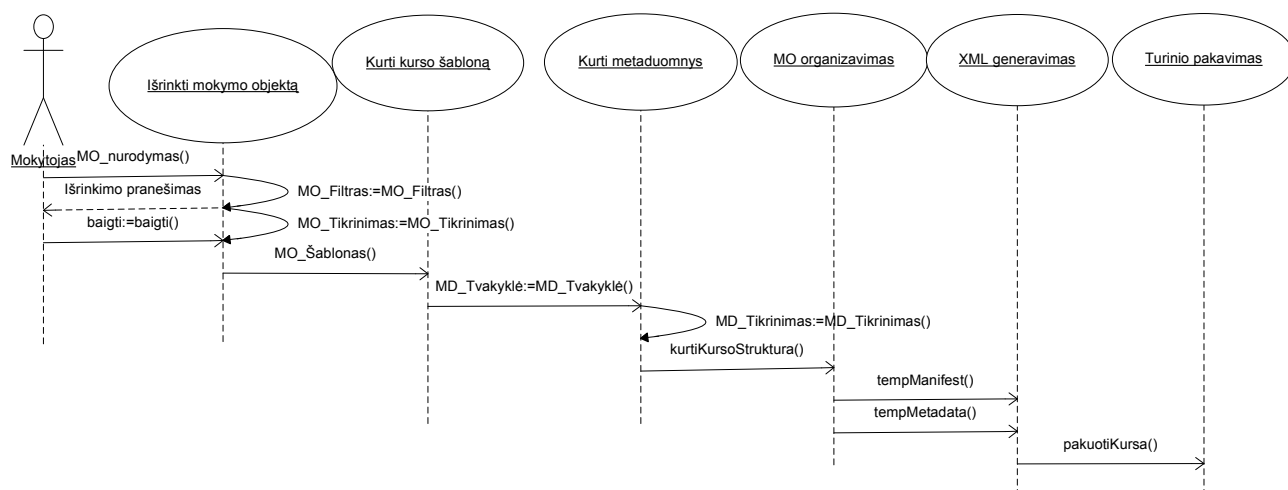 Išrinkti mokymo objektą
Kurti kurso šabloną
Kurti metaduomnys
MO organizavimas
XML generavimas
Turinio pakavimas
Mokytojas
MO_nurodymas()
Išrinkimo pranešimas
MO_Filtras:=MO_Filtras()
baigti:=baigti()
MO_Tikrinimas:=MO_Tikrinimas()
MO_Šablonas()
MD_Tvakyklė:=MD_Tvakyklė()
MD_Tikrinimas:=MD_Tikrinimas()
kurtiKursoStruktura()
tempManifest()
tempMetadata()
pakuotiKursa()